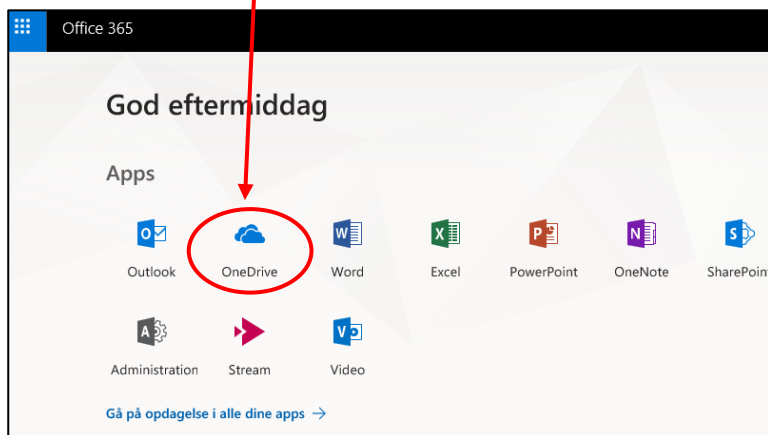 Office 365
God eftermiddag
Apps
Outlook OneDrive Word Excel PowerPoint OneNote SharePoint
Administration Stream Video
Gå på opdagelse i alle dine apps →